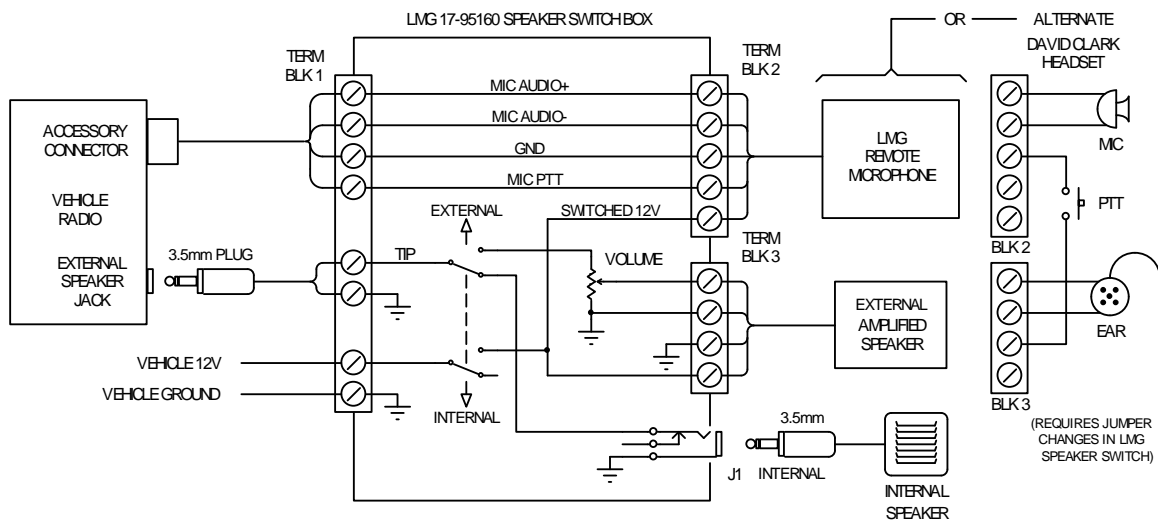 LMG 17-95160 SPEAKER SWITCH BOX
OR
ALTERNATE
DAVID CLARK
HEADSET
TERM
BLK 1
TERM
BLK 2
MIC AUDIO+
MIC AUDIO-
GND
MIC PTT
SWITCHED 12V
ACCESSORY
CONNECTOR
VEHICLE
RADIO
EXTERNAL
SPEAKER
JACK
3.5mm PLUG
TIP
EXTERNAL
VOLUME
TERM
BLK 3
LMG
REMOTE
MICROPHONE
MIC
PTT
BLK 2
EXTERNAL
AMPLIFIED
SPEAKER
EAR
VEHICLE 12V
VEHICLE GROUND
INTERNAL
BLK 3
(REQUIRES JUMPER
CHANGES IN LMG
SPEAKER SWITCH)
3.5mm
J1
INTERNAL
INTERNAL
SPEAKER